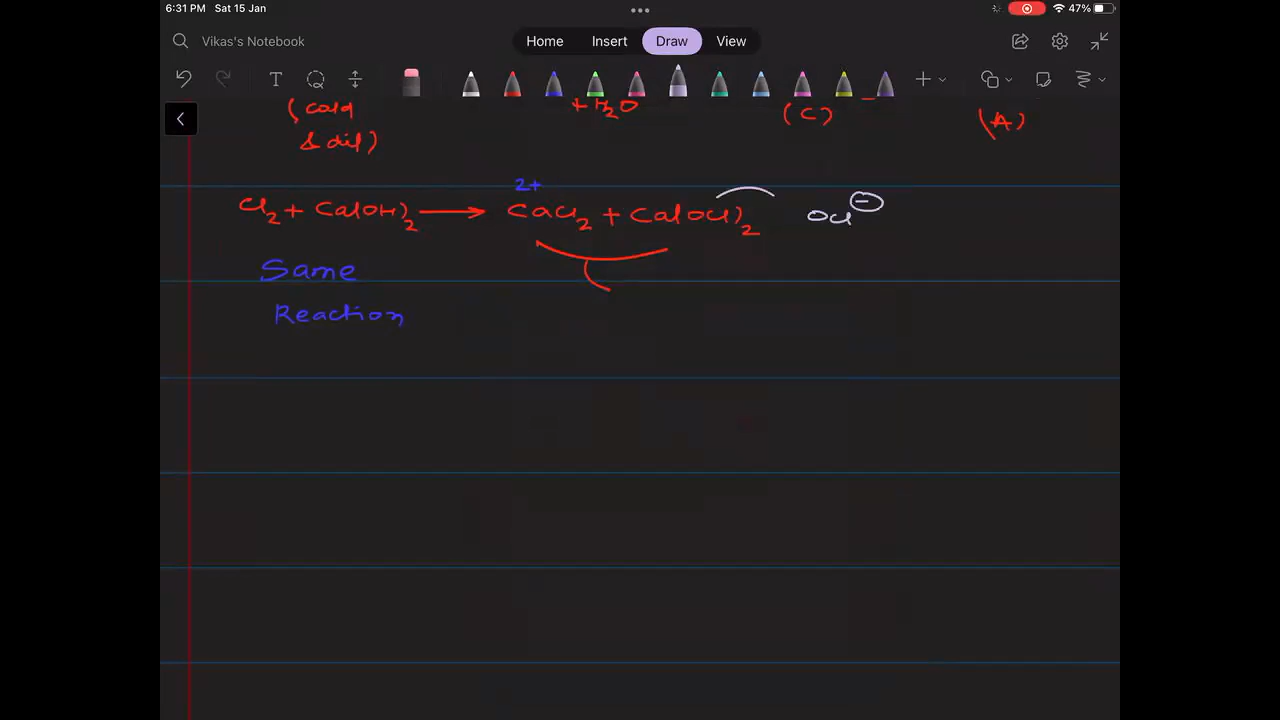 6:31 PM Sat 15 Jan
47%
Vikas's Notebook
Home Insert Draw View
(cold + H₂O (C) (A)
& dil)
2+
Cl₂ + Ca(OH)₂ → CaCl₂ + Ca(OCl)₂ OCl⊖
Same
Reaction